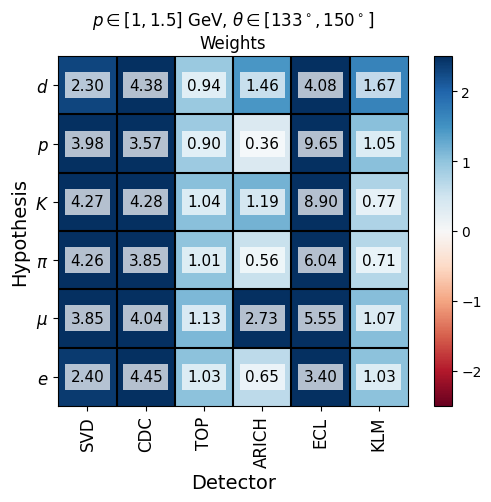 p ∈ [1, 1.5] GeV, θ ∈ [133°, 150°]
Weights
d 2.30 4.38 0.94 1.46 4.08 1.67
p 3.98 3.57 0.90 0.36 9.65 1.05
K 4.27 4.28 1.04 1.19 8.90 0.77
π 4.26 3.85 1.01 0.56 6.04 0.71
μ 3.85 4.04 1.13 2.73 5.55 1.07
e 2.40 4.45 1.03 0.65 3.40 1.03
SVD CDC TOP ARICH ECL KLM
Detector
Hypothesis
2
1
0
−1
−2